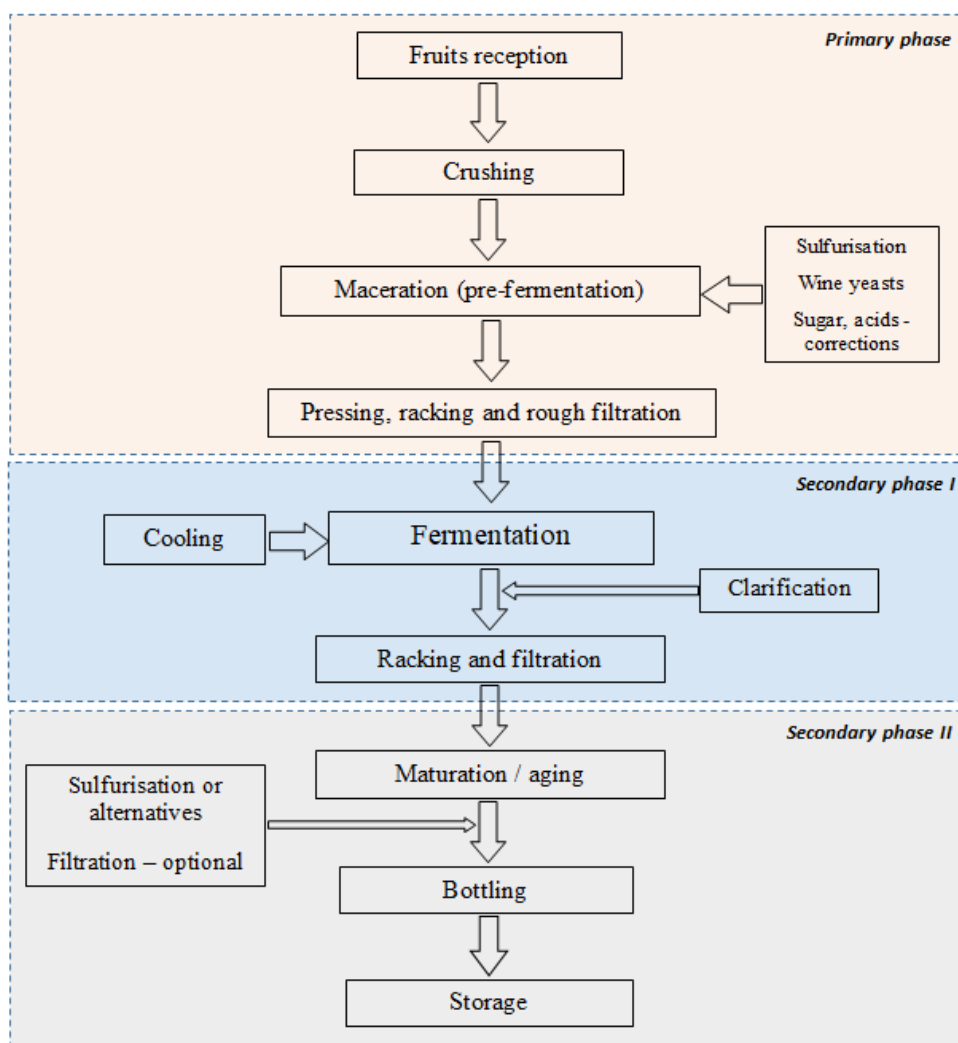 Primary phase
Fruits reception
Crushing
Maceration (pre-fermentation)
Sulfurisation
Wine yeasts
Sugar, acids -
corrections
Pressing, racking and rough filtration
Secondary phase I
Cooling
Fermentation
Clarification
Racking and filtration
Secondary phase II
Maturation / aging
Sulfurisation or
alternatives
Filtration – optional
Bottling
Storage